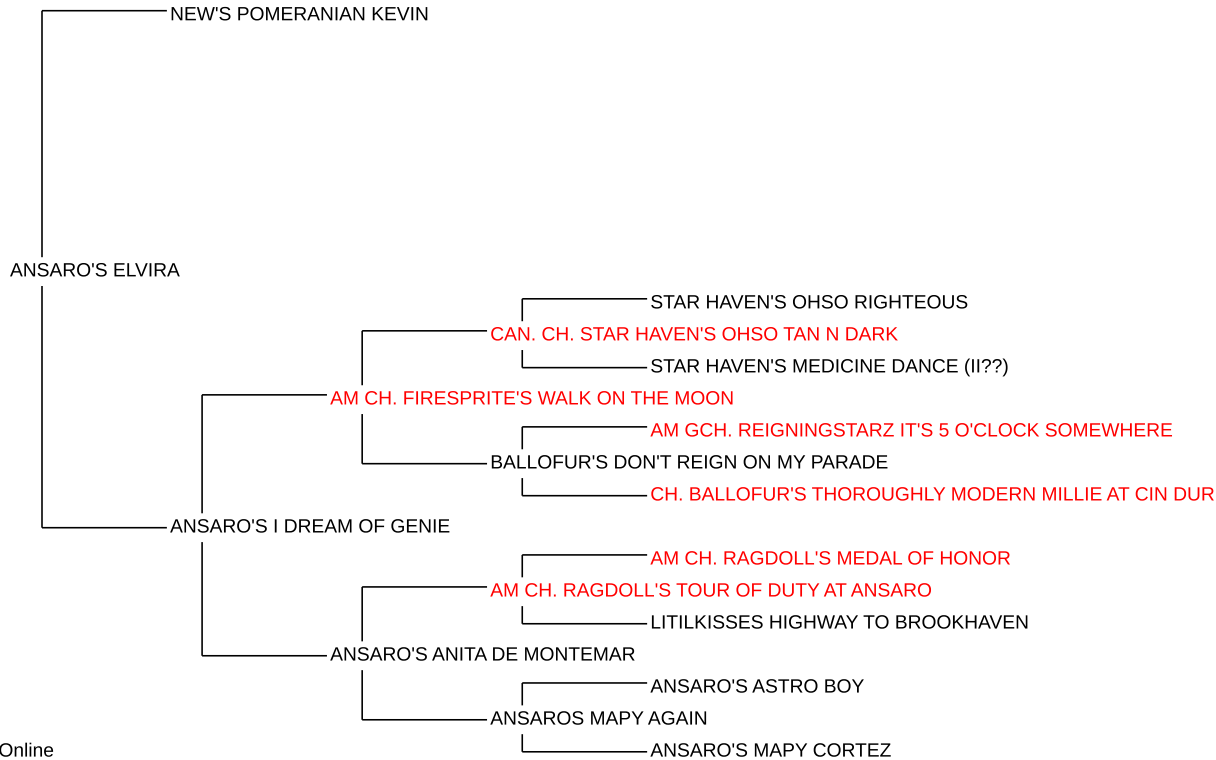 NEW'S POMERANIAN KEVIN
ANSARO'S ELVIRA
STAR HAVEN'S OHSO RIGHTEOUS
CAN. CH. STAR HAVEN'S OHSO TAN N DARK
STAR HAVEN'S MEDICINE DANCE (II??)
AM CH. FIRESPRITE'S WALK ON THE MOON
AM GCH. REIGNINGSTARZ IT'S 5 O'CLOCK SOMEWHERE
BALLOFUR'S DON'T REIGN ON MY PARADE
CH. BALLOFUR'S THOROUGHLY MODERN MILLIE AT CIN DUR
ANSARO'S I DREAM OF GENIE
AM CH. RAGDOLL'S MEDAL OF HONOR
AM CH. RAGDOLL'S TOUR OF DUTY AT ANSARO
LITILKISSES HIGHWAY TO BROOKHAVEN
ANSARO'S ANITA DE MONTEMAR
ANSARO'S ASTRO BOY
ANSAROS MAPY AGAIN
ANSARO'S MAPY CORTEZ
Online